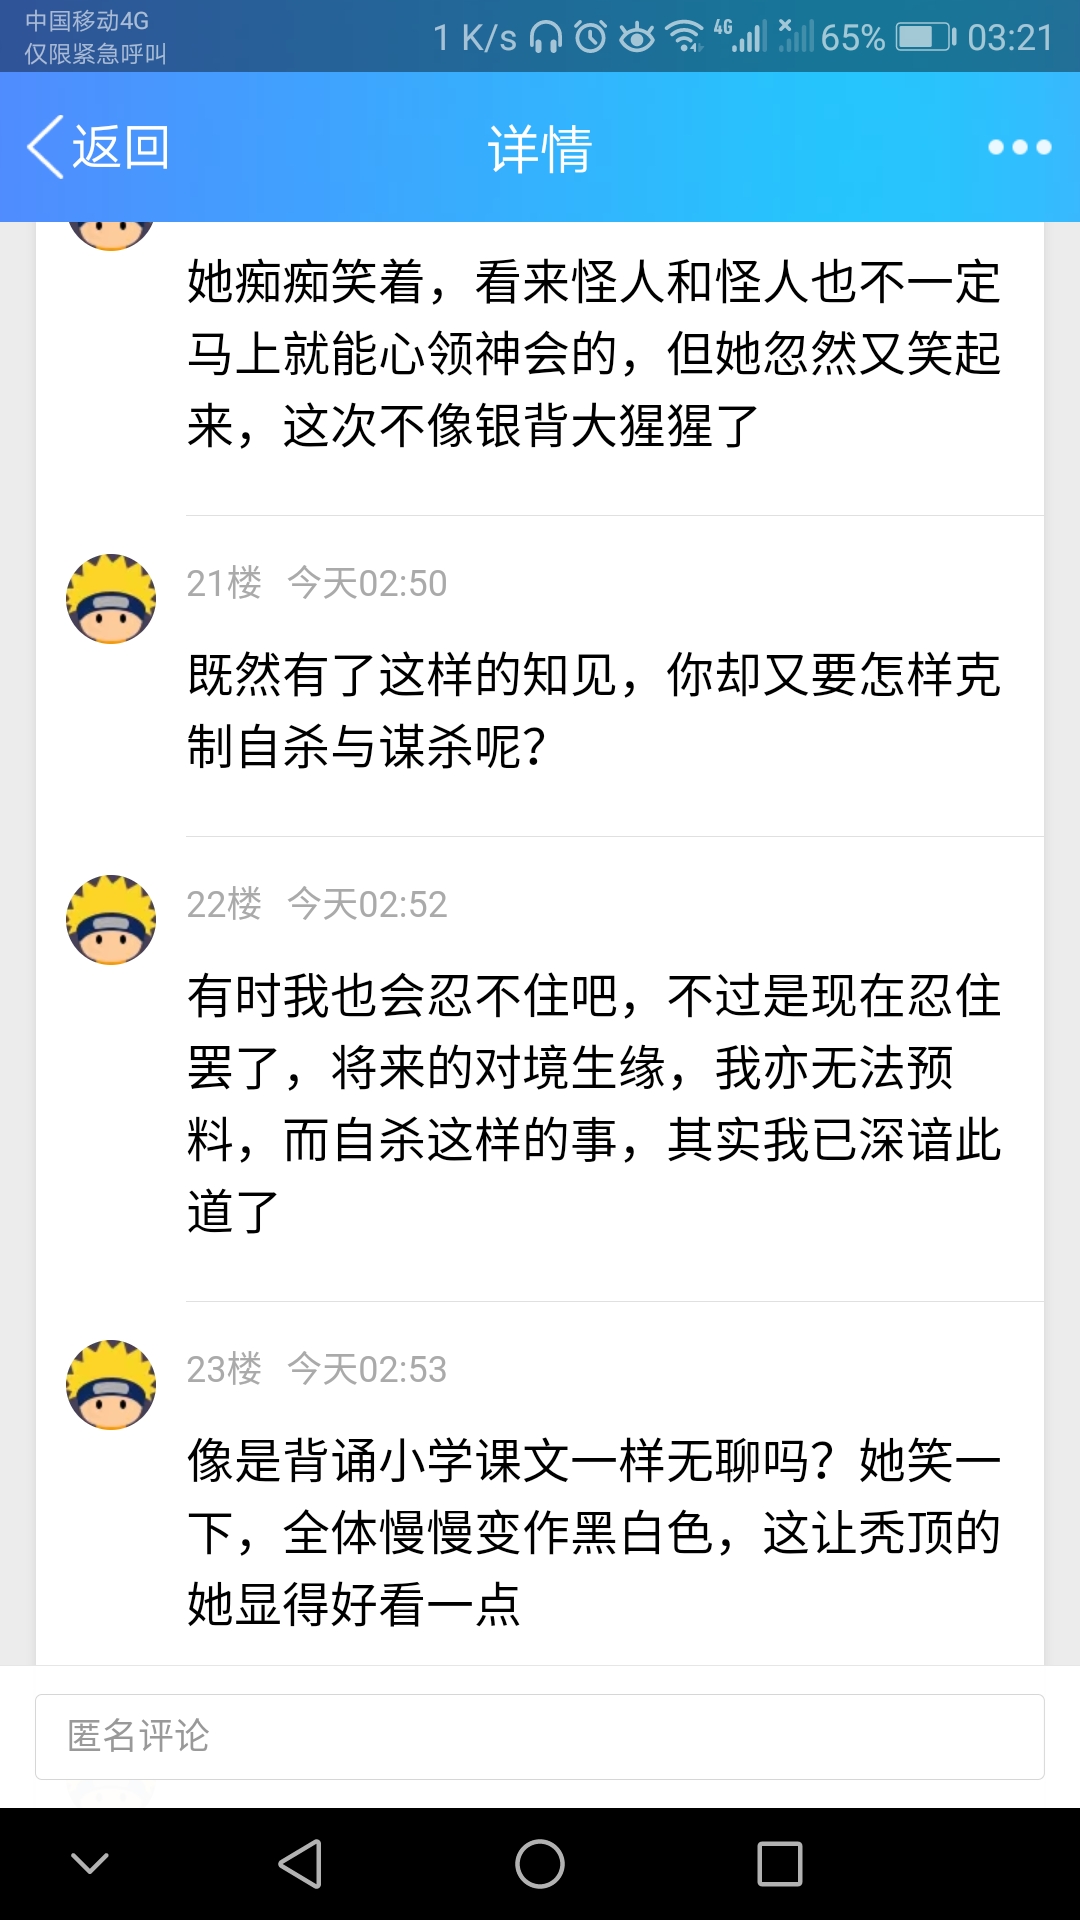 中国移动4G
仅限紧急呼叫
1 K/s 4G 65% 03:21
返回 详情
她痴痴笑着，看来怪人和怪人也不一定
马上就能心领神会的，但她忽然又笑起
来，这次不像银背大猩猩了
21楼 今天02:50
既然有了这样的知见，你却又要怎样克
制自杀与谋杀呢？
22楼 今天02:52
有时我也会忍不住吧，不过是现在忍住
罢了，将来的对境生缘，我亦无法预
料，而自杀这样的事，其实我已深谙此
道了
23楼 今天02:53
像是背诵小学课文一样无聊吗？她笑一
下，全体慢慢变作黑白色，这让秃顶的
她显得好看一点
匿名评论